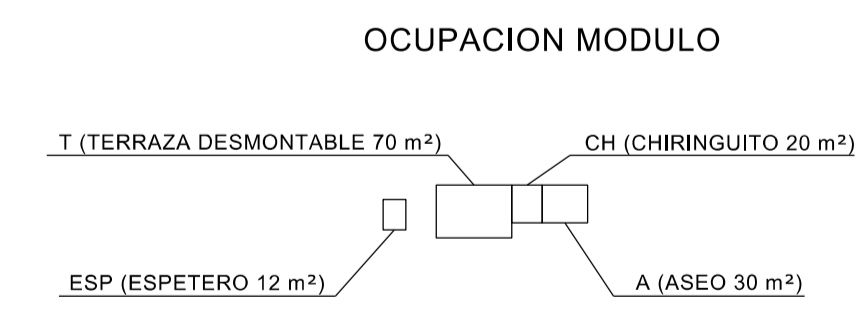 OCUPACION MODULO
T (TERRAZA DESMONTABLE 70 m²)
CH (CHIRINGUITO 20 m²)
ESP (ESPETERO 12 m²)
A (ASEO 30 m²)